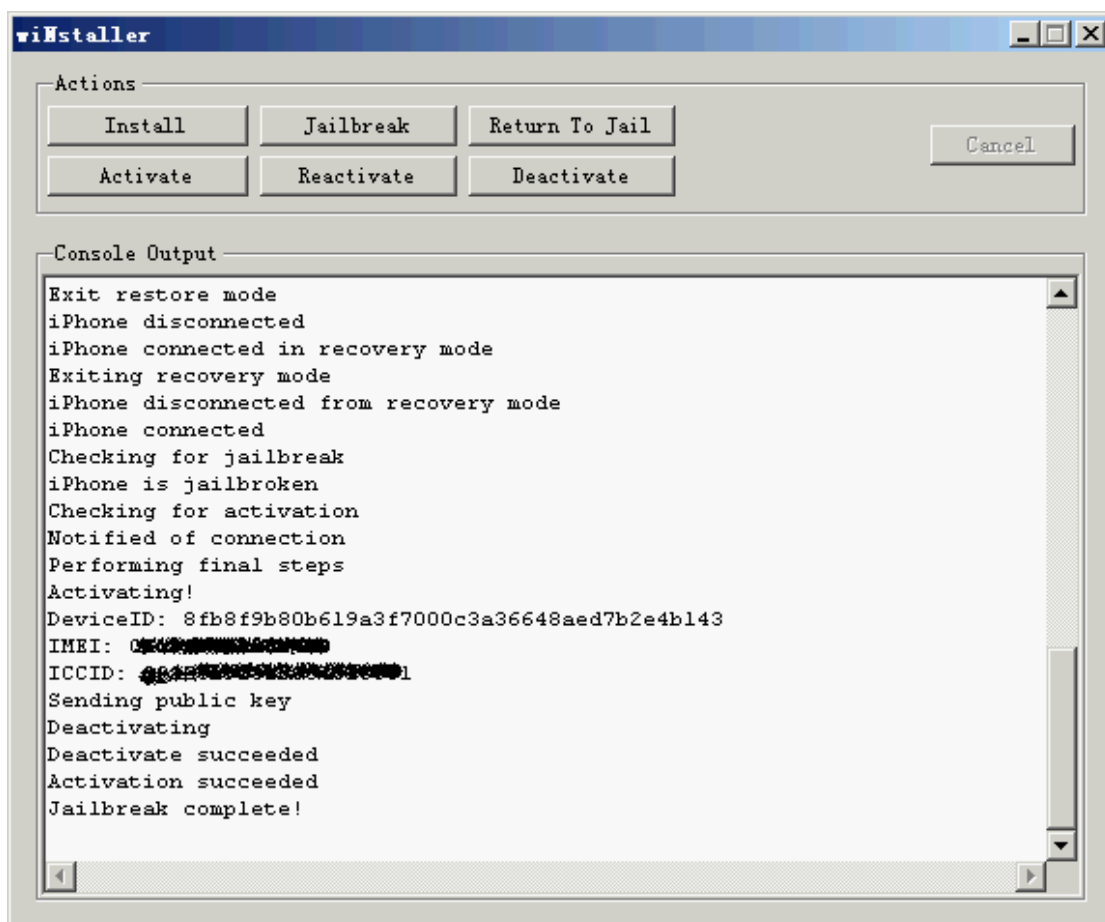 wiNstaller
Actions
Install Jailbreak Return To Jail
Cancel
Activate Reactivate Deactivate
Console Output
Exit restore mode
iPhone disconnected
iPhone connected in recovery mode
Exiting recovery mode
iPhone disconnected from recovery mode
iPhone connected
Checking for jailbreak
iPhone is jailbroken
Checking for activation
Notified of connection
Performing final steps
Activating!
DeviceID: 8fb8f9b80b619a3f7000c3a36648aed7b2e4b143
IMEI:
ICCID:
Sending public key
Deactivating
Deactivate succeeded
Activation succeeded
Jailbreak complete!